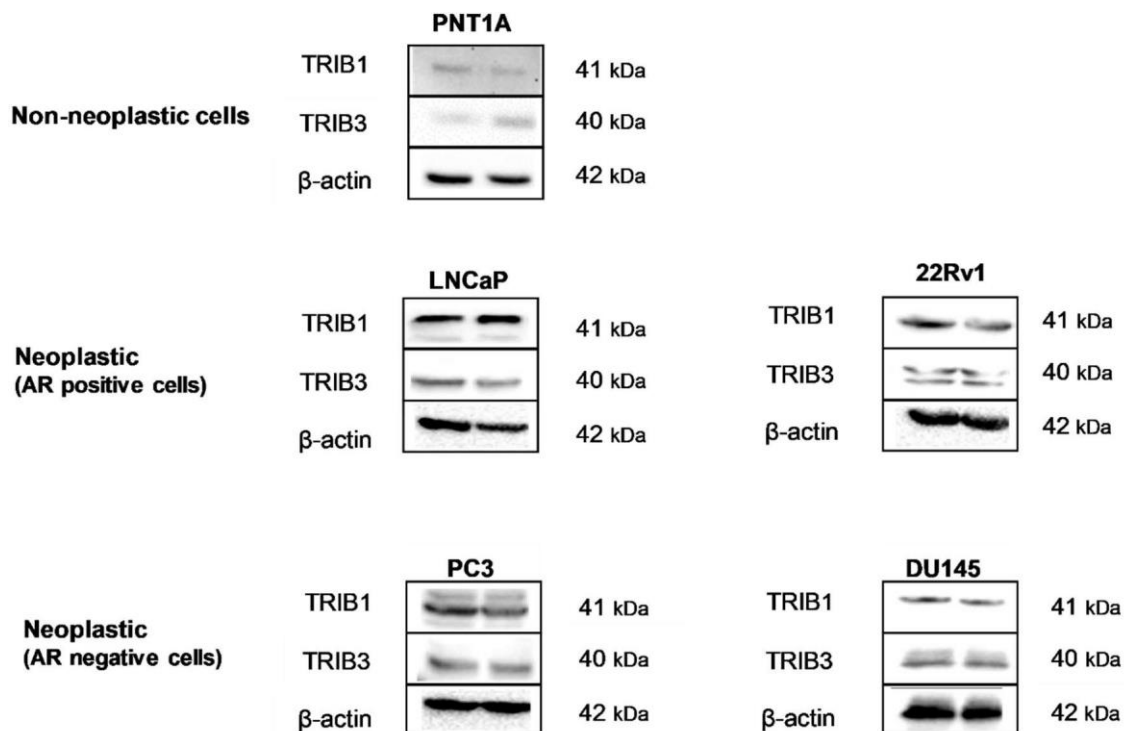 PNT1A
TRIB1 41 kDa
Non-neoplastic cells
TRIB3 40 kDa
β-actin 42 kDa
LNCaP
TRIB1 41 kDa
Neoplastic
(AR positive cells)
TRIB3 40 kDa
β-actin 42 kDa
22Rv1
TRIB1 41 kDa
TRIB3 40 kDa
β-actin 42 kDa
PC3
TRIB1 41 kDa
Neoplastic
(AR negative cells)
TRIB3 40 kDa
β-actin 42 kDa
DU145
TRIB1 41 kDa
TRIB3 40 kDa
β-actin 42 kDa